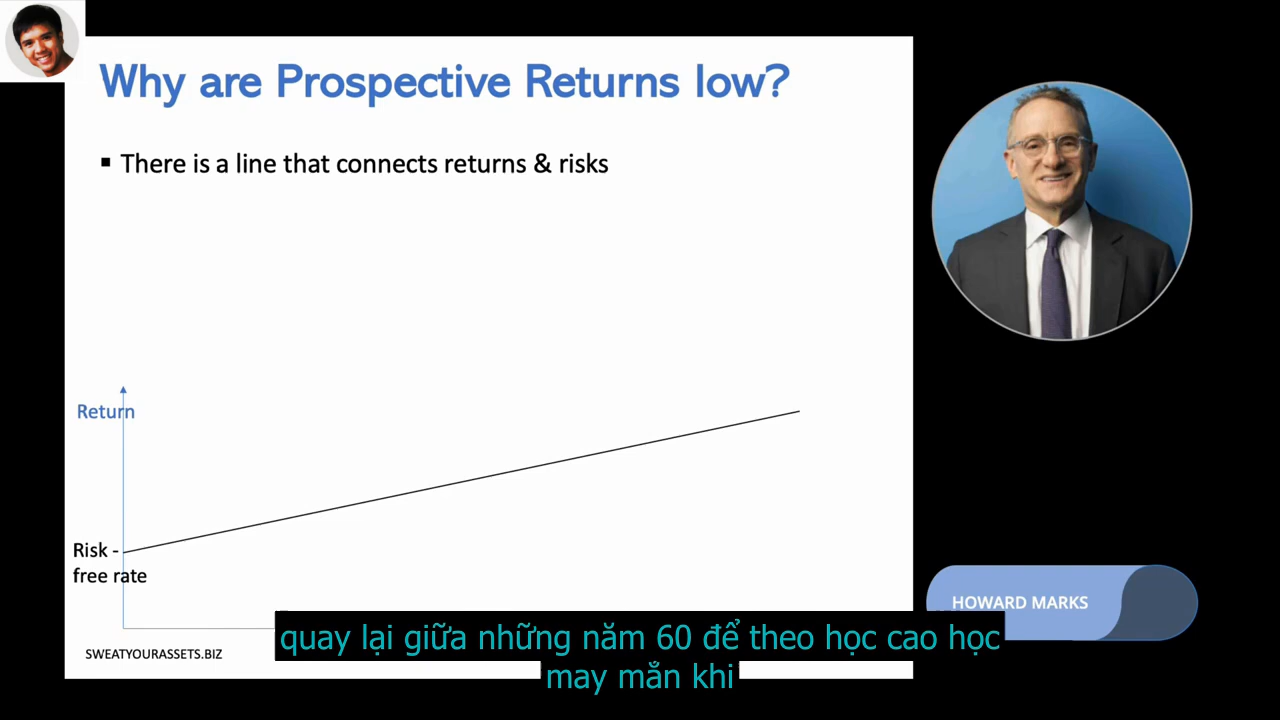 Why are Prospective Returns low?
▪ There is a line that connects returns & risks
Return
Risk -
free rate
HOWARD MARKS
SWEATYOURASSETS.BIZ
quay lại giữa những năm 60 để theo học cao học
may mắn khi